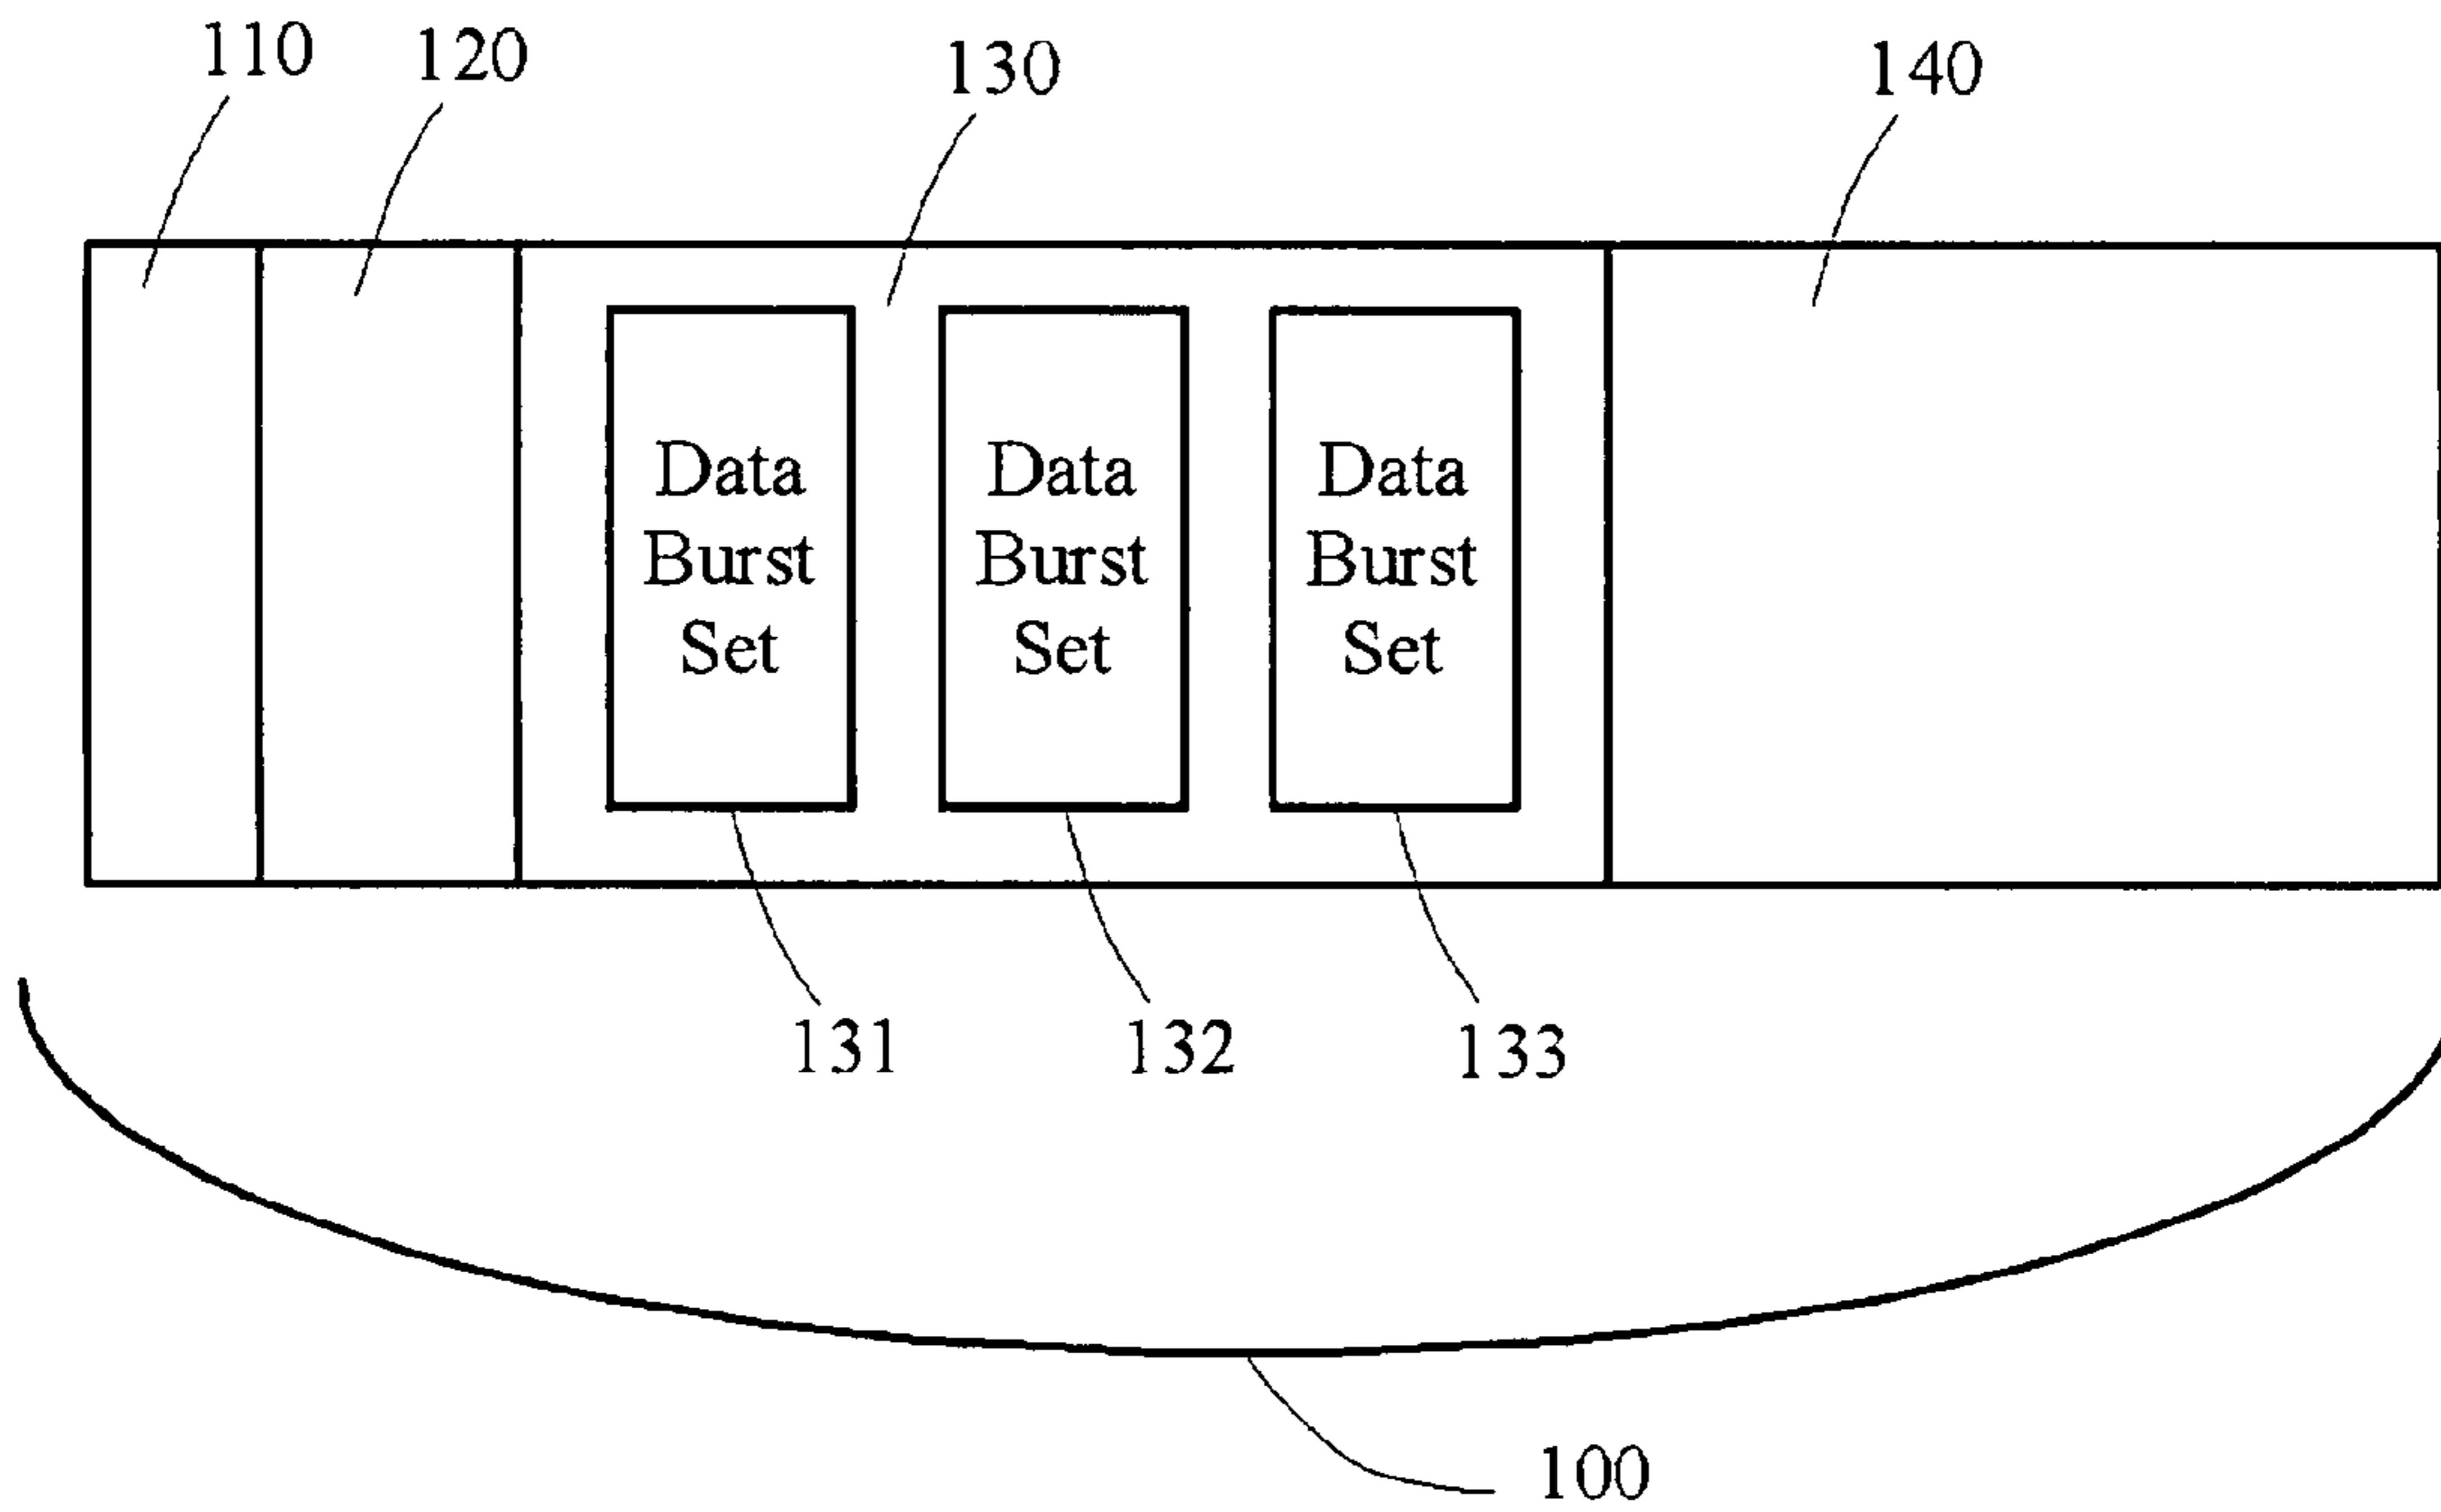 110 120 130 140
Data Data Data
Burst Burst Burst
Set Set Set
131 132 133
100